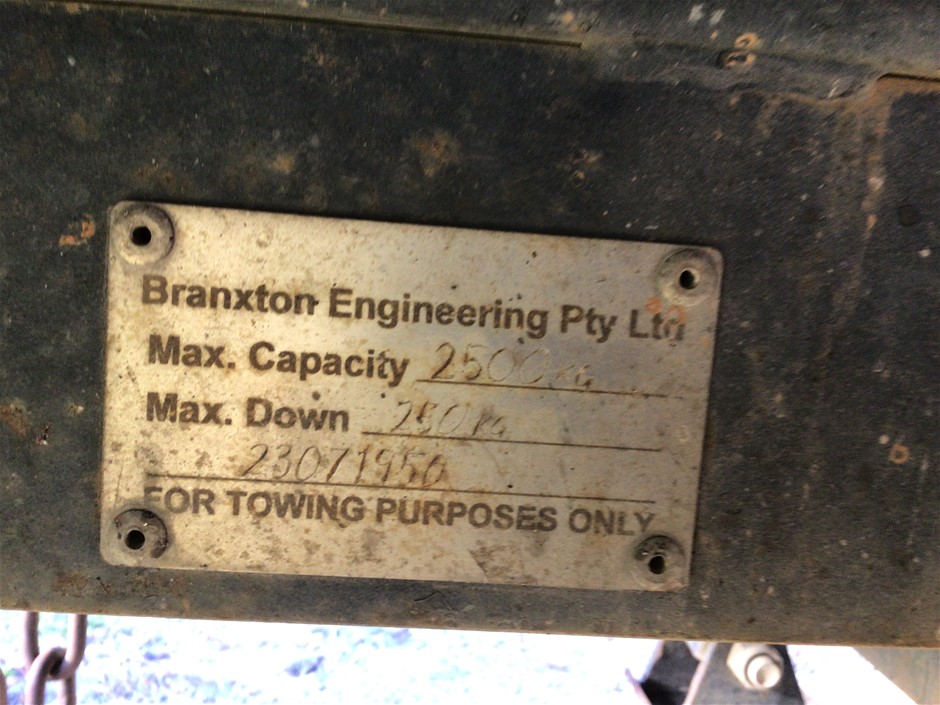 Branxton Engineering Pty Ltd
Max. Capacity 2500KG
Max. Down 250KG
23071950
FOR TOWING PURPOSES ONLY